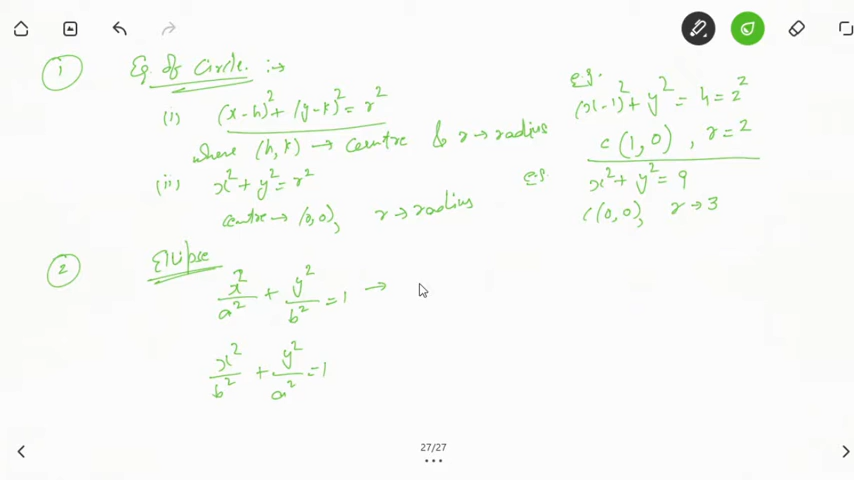 ① Eq. of Circle :→
(i) (x-h)² + (y-k)² = r²
where (h, k) → centre & r → radius
(ii) x² + y² = r²
centre → (0,0), r → radius
e.g.
(x-1)² + y² = 4 = 2²
c(1, 0), r = 2
e.g. x² + y² = 9
c(0,0), r → 3
② Ellipse
x²/a² + y²/b² = 1 →
x²/b² + y²/a² = 1
27/27